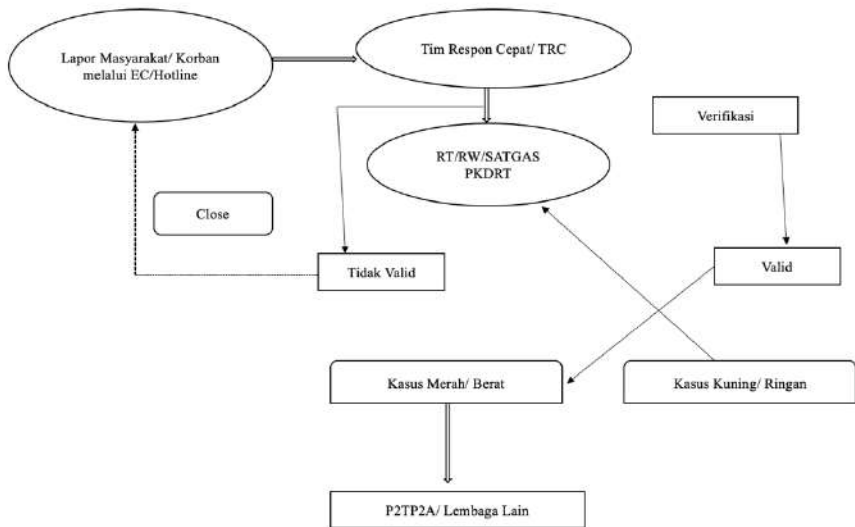 Lapor Masyarakat/ Korban
melalui EC/Hotline
Tim Respon Cepat/ TRC
Verifikasi
RT/RW/SATGAS
PKDRT
Close
Tidak Valid
Valid
Kasus Merah/ Berat
Kasus Kuning/ Ringan
P2TP2A/ Lembaga Lain